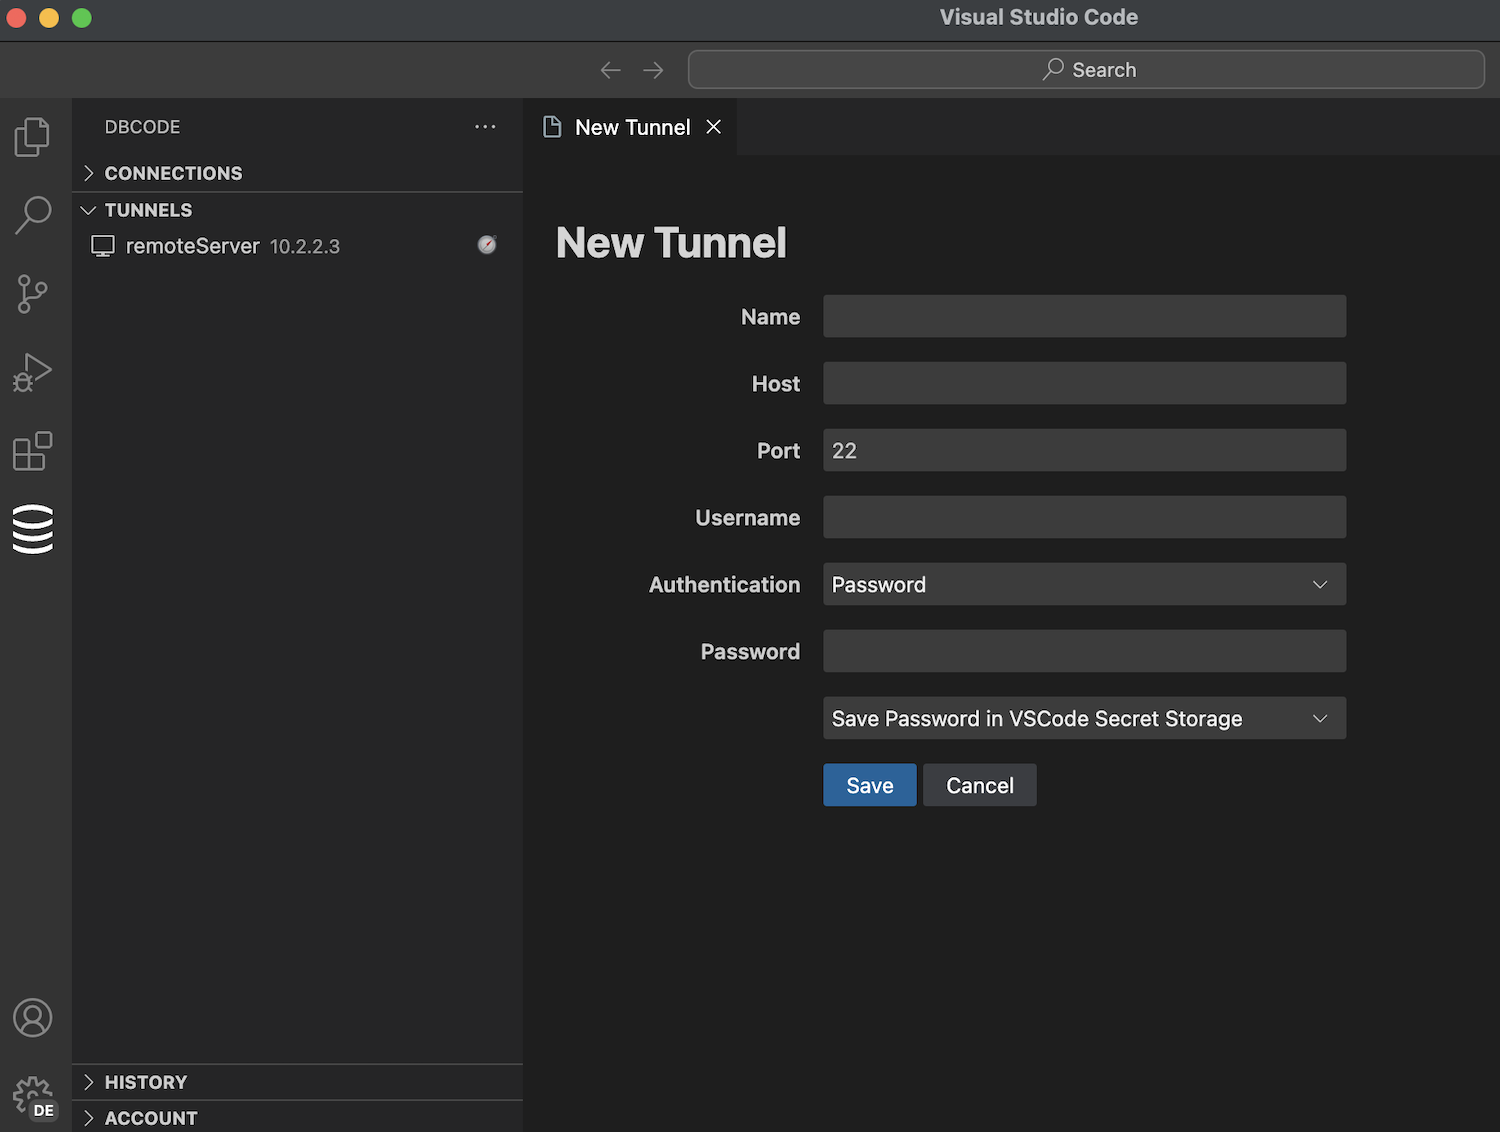 Visual Studio Code
Search
DBCODE
CONNECTIONS
TUNNELS
remoteServer 10.2.2.3
HISTORY
ACCOUNT
DE
New Tunnel
New Tunnel
Name
Host
Port 22
Username
Authentication Password
Password
Save Password in VSCode Secret Storage
Save Cancel